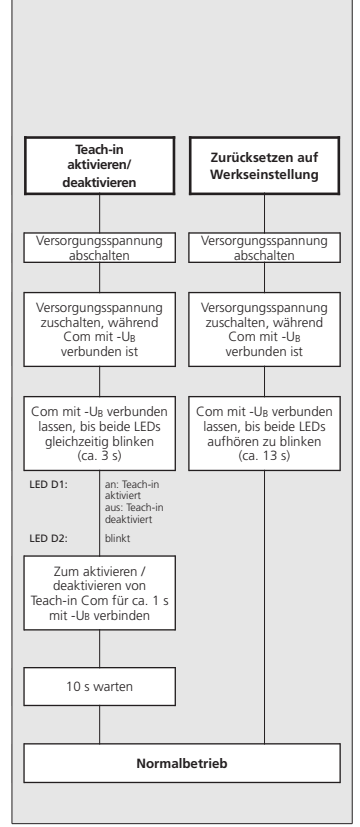 Teach-in
aktivieren/
deaktivieren
Versorgungsspannung
abschalten
Versorgungsspannung
zuschalten, während
Com mit -UB
verbunden ist
Com mit -UB verbunden
lassen, bis beide LEDs
gleichzeitig blinken
(ca. 3 s)
LED D1:
an: Teach-in
aktiviert
aus: Teach-in
deaktiviert
LED D2:
blinkt
Zum aktivieren /
deaktivieren von
Teach-in Com für ca. 1 s
mit -UB verbinden
10 s warten
Zurücksetzen auf
Werkseinstellung
Versorgungsspannung
abschalten
Versorgungsspannung
zuschalten, während
Com mit -UB
verbunden ist
Com mit -UB verbunden
lassen, bis beide LEDs
aufhören zu blinken
(ca. 13 s)
Normalbetrieb